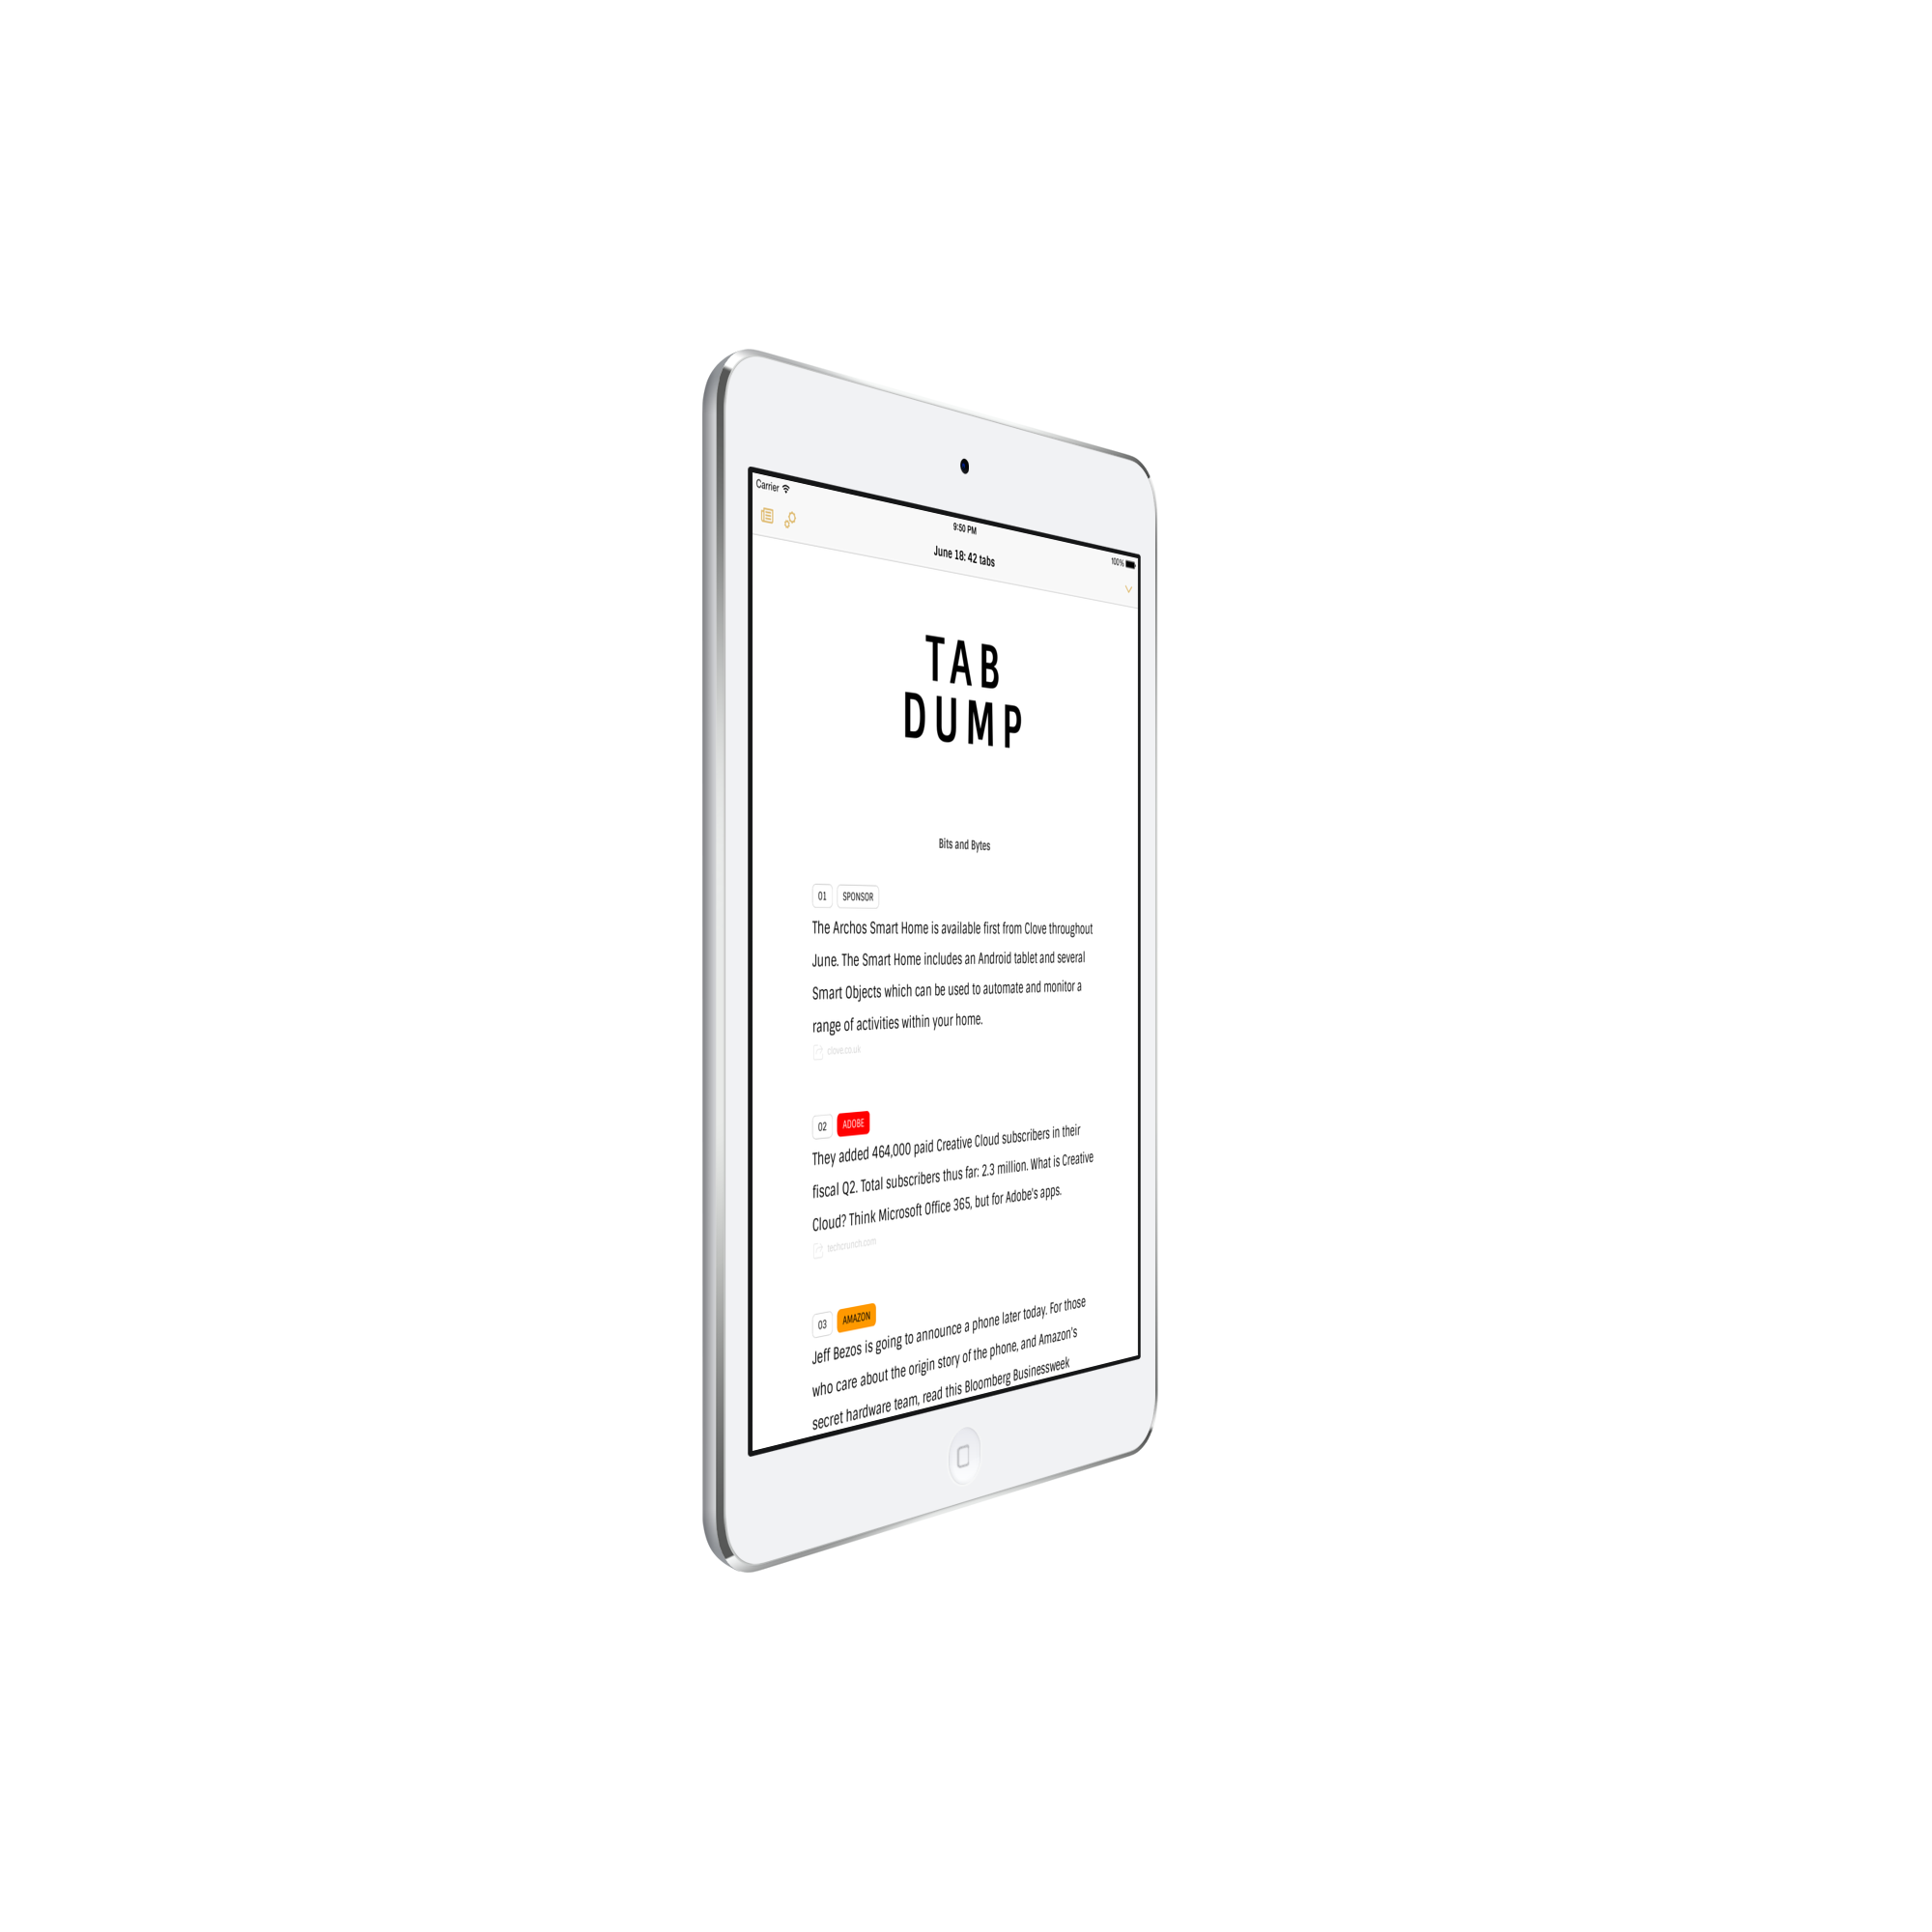 Carrier
9:50 PM
100%
June 18: 42 tabs
TAB
DUMP
Bits and Bytes
01 SPONSOR
The Archos Smart Home is available first from Clove throughout
June. The Smart Home includes an Android tablet and several
Smart Objects which can be used to automate and monitor a
range of activities within your home.
clove.co.uk
02 ADOBE
They added 464,000 paid Creative Cloud subscribers in their
fiscal Q2. Total subscribers thus far: 2.3 million. What is Creative
Cloud? Think Microsoft Office 365, but for Adobe's apps.
techcrunch.com
03 AMAZON
Jeff Bezos is going to announce a phone later today. For those
who care about the origin story of the phone, and Amazon's
secret hardware team, read this Bloomberg Businessweek